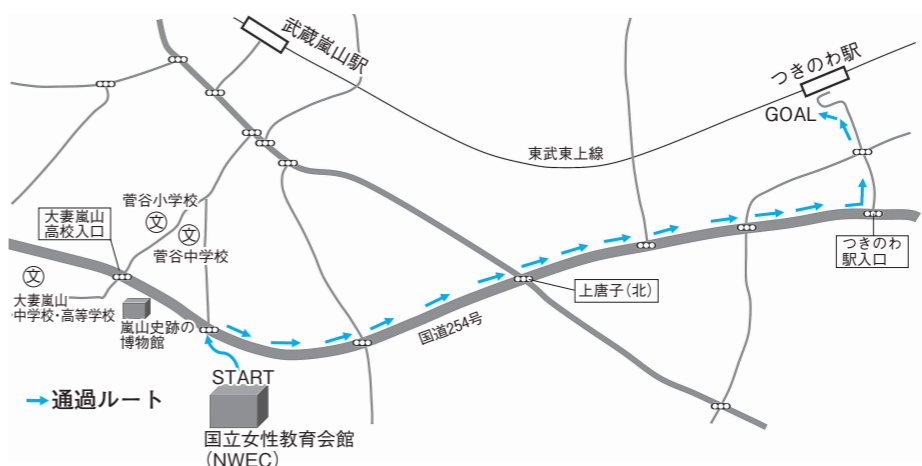 武蔵嵐山駅
つきのわ駅
GOAL
東武東上線
菅谷小学校
文
大妻嵐山
高校入口
文
菅谷中学校
文
大妻嵐山
中学校・高等学校
嵐山史跡の
博物館
つきのわ
駅入口
上唐子(北)
国道254号
START
通過ルート
国立女性教育会館
(NWEC)